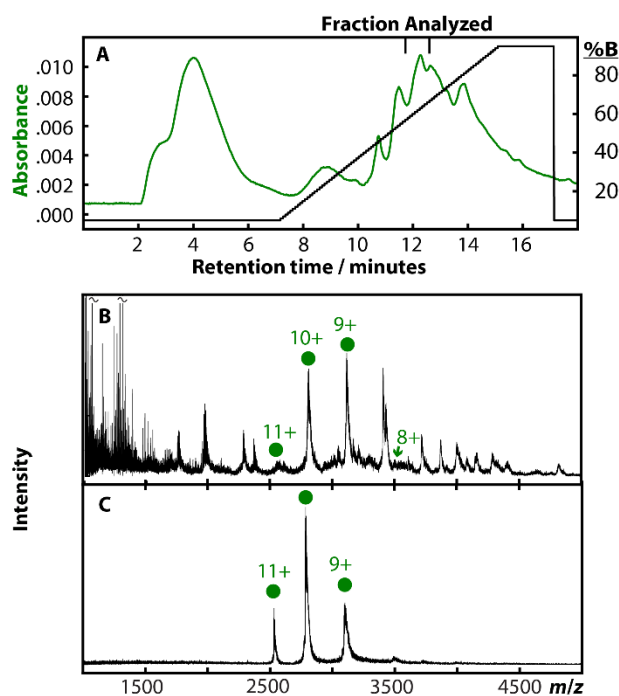 Fraction Analyzed
A
%B
Absorbance
.010
.008
.006
.004
.002
.000
80
60
40
20
2 4 6 8 10 12 14 16
Retention time / minutes
B
10+
9+
11+
8+
Intensity
C
11+
9+
1500 2500 3500 4500 m/z